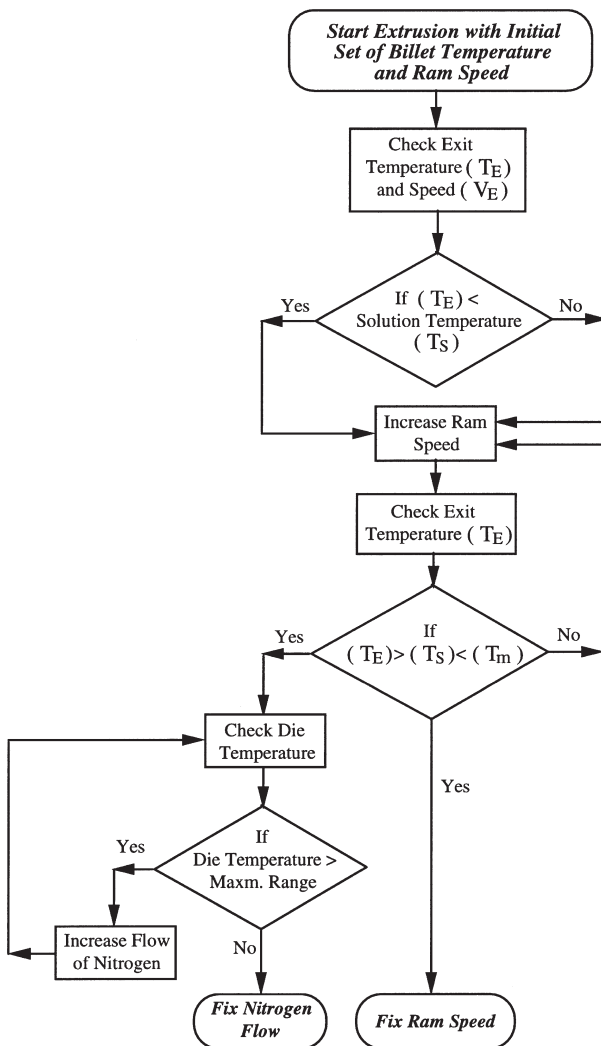 Start Extrusion with Initial
Set of Billet Temperature
and Ram Speed
Check Exit
Temperature ( TE )
and Speed ( VE )
If ( TE ) <
Solution Temperature
( TS )
Yes
No
Increase Ram
Speed
Check Exit
Temperature ( TE )
If
( TE ) > ( TS ) < ( Tm )
Yes
No
Check Die
Temperature
Yes
If
Die Temperature >
Maxm. Range
Yes
Increase Flow
of Nitrogen
No
Fix Nitrogen
Flow
Fix Ram Speed